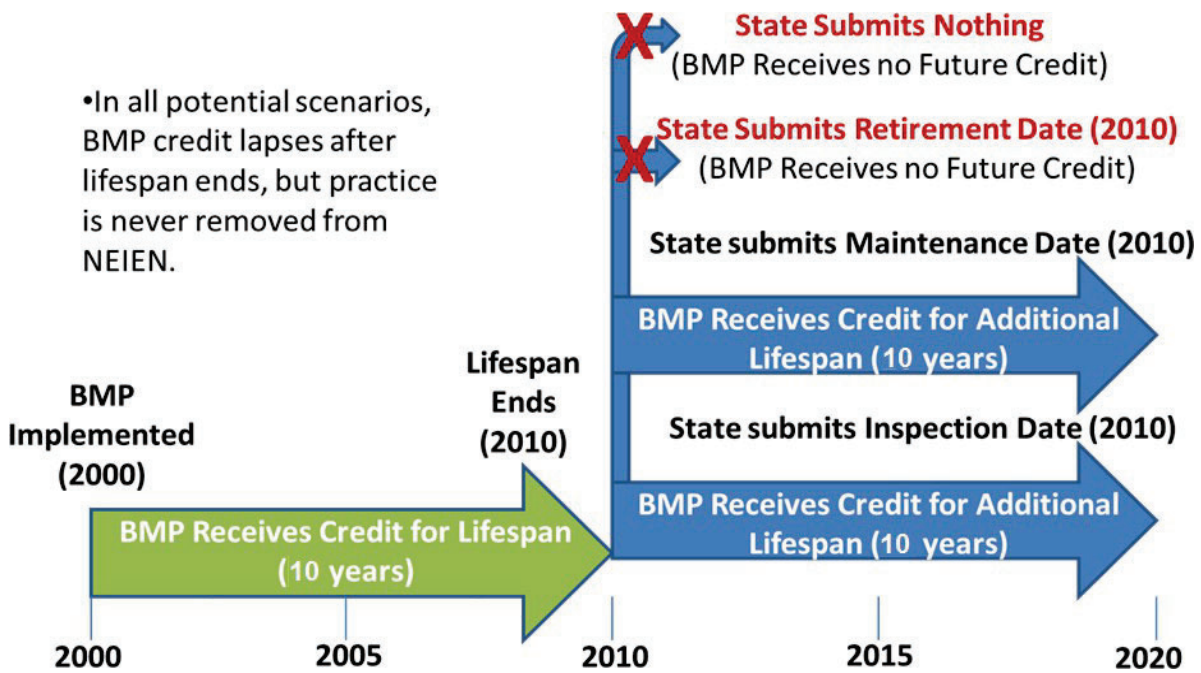 •In all potential scenarios,
BMP credit lapses after
lifespan ends, but practice
is never removed from
NEIEN.
X
State Submits Nothing
(BMP Receives no Future Credit)
X
State Submits Retirement Date (2010)
(BMP Receives no Future Credit)
State submits Maintenance Date (2010)
BMP Receives Credit for Additional
Lifespan (10 years)
State submits Inspection Date (2010)
BMP Receives Credit for Additional
Lifespan (10 years)
BMP
Implemented
(2000)
Lifespan
Ends
(2010)
BMP Receives Credit for Lifespan
(10 years)
2000
2005
2010
2015
2020